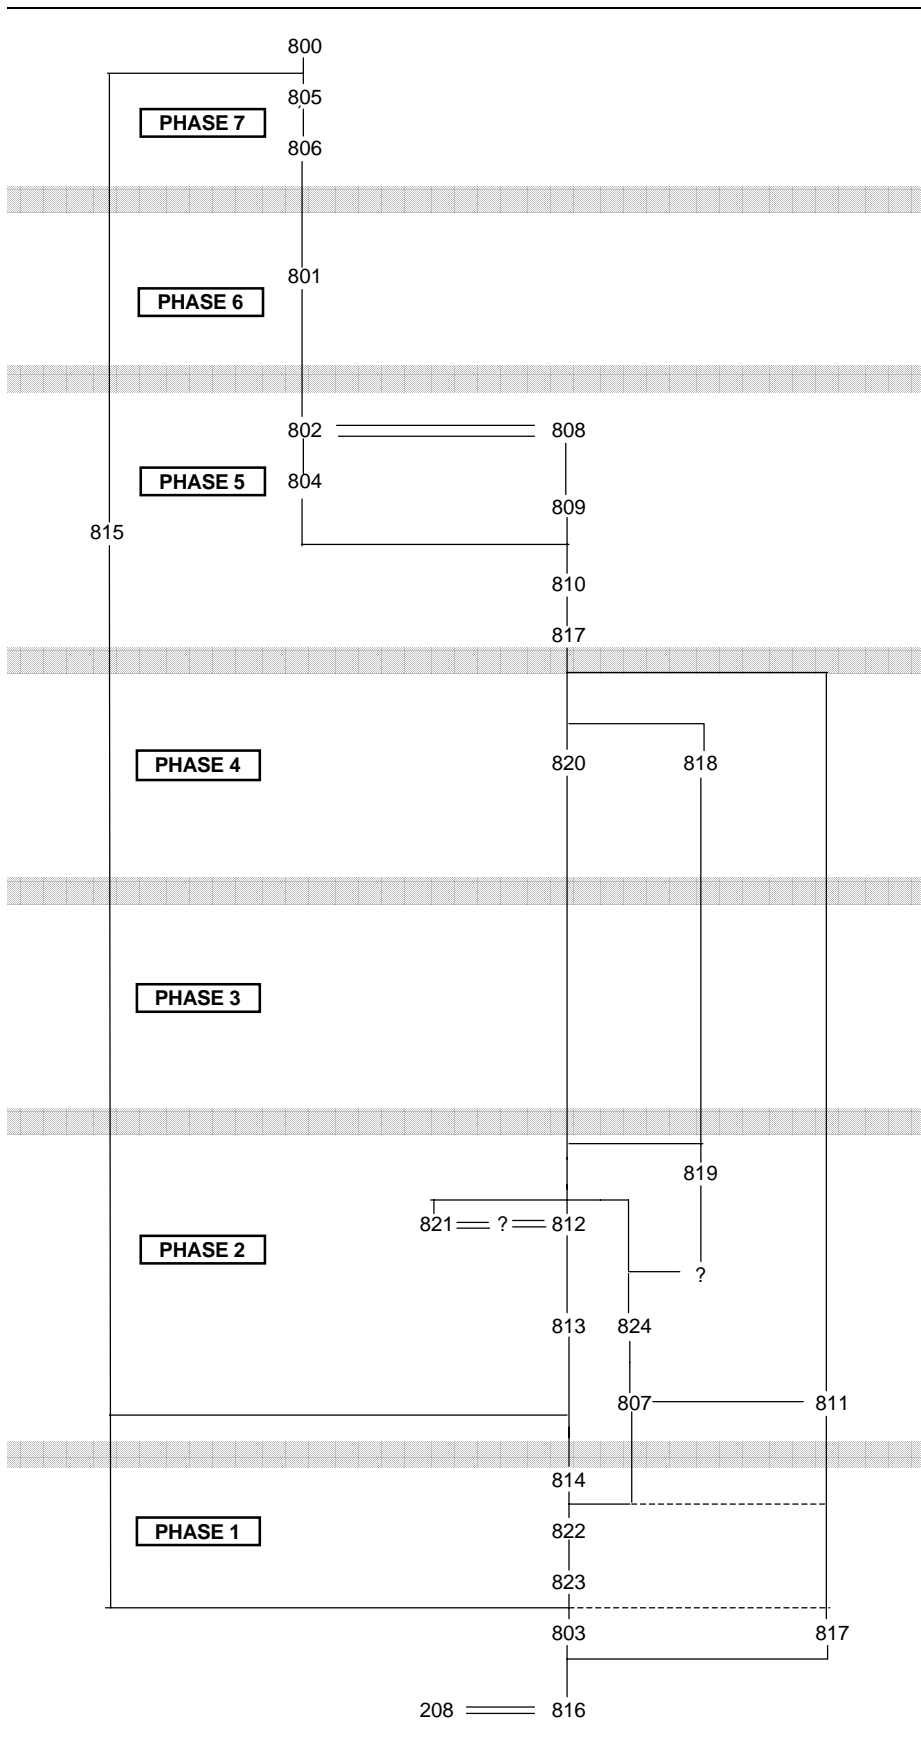 800
805
PHASE 7
806
801
PHASE 6
802 808
PHASE 5 804
809
815
810
817
PHASE 4 820 818
PHASE 3
819
821 ? 812
PHASE 2
?
813 824
807 811
814
PHASE 1 822
823
803 817
208 816